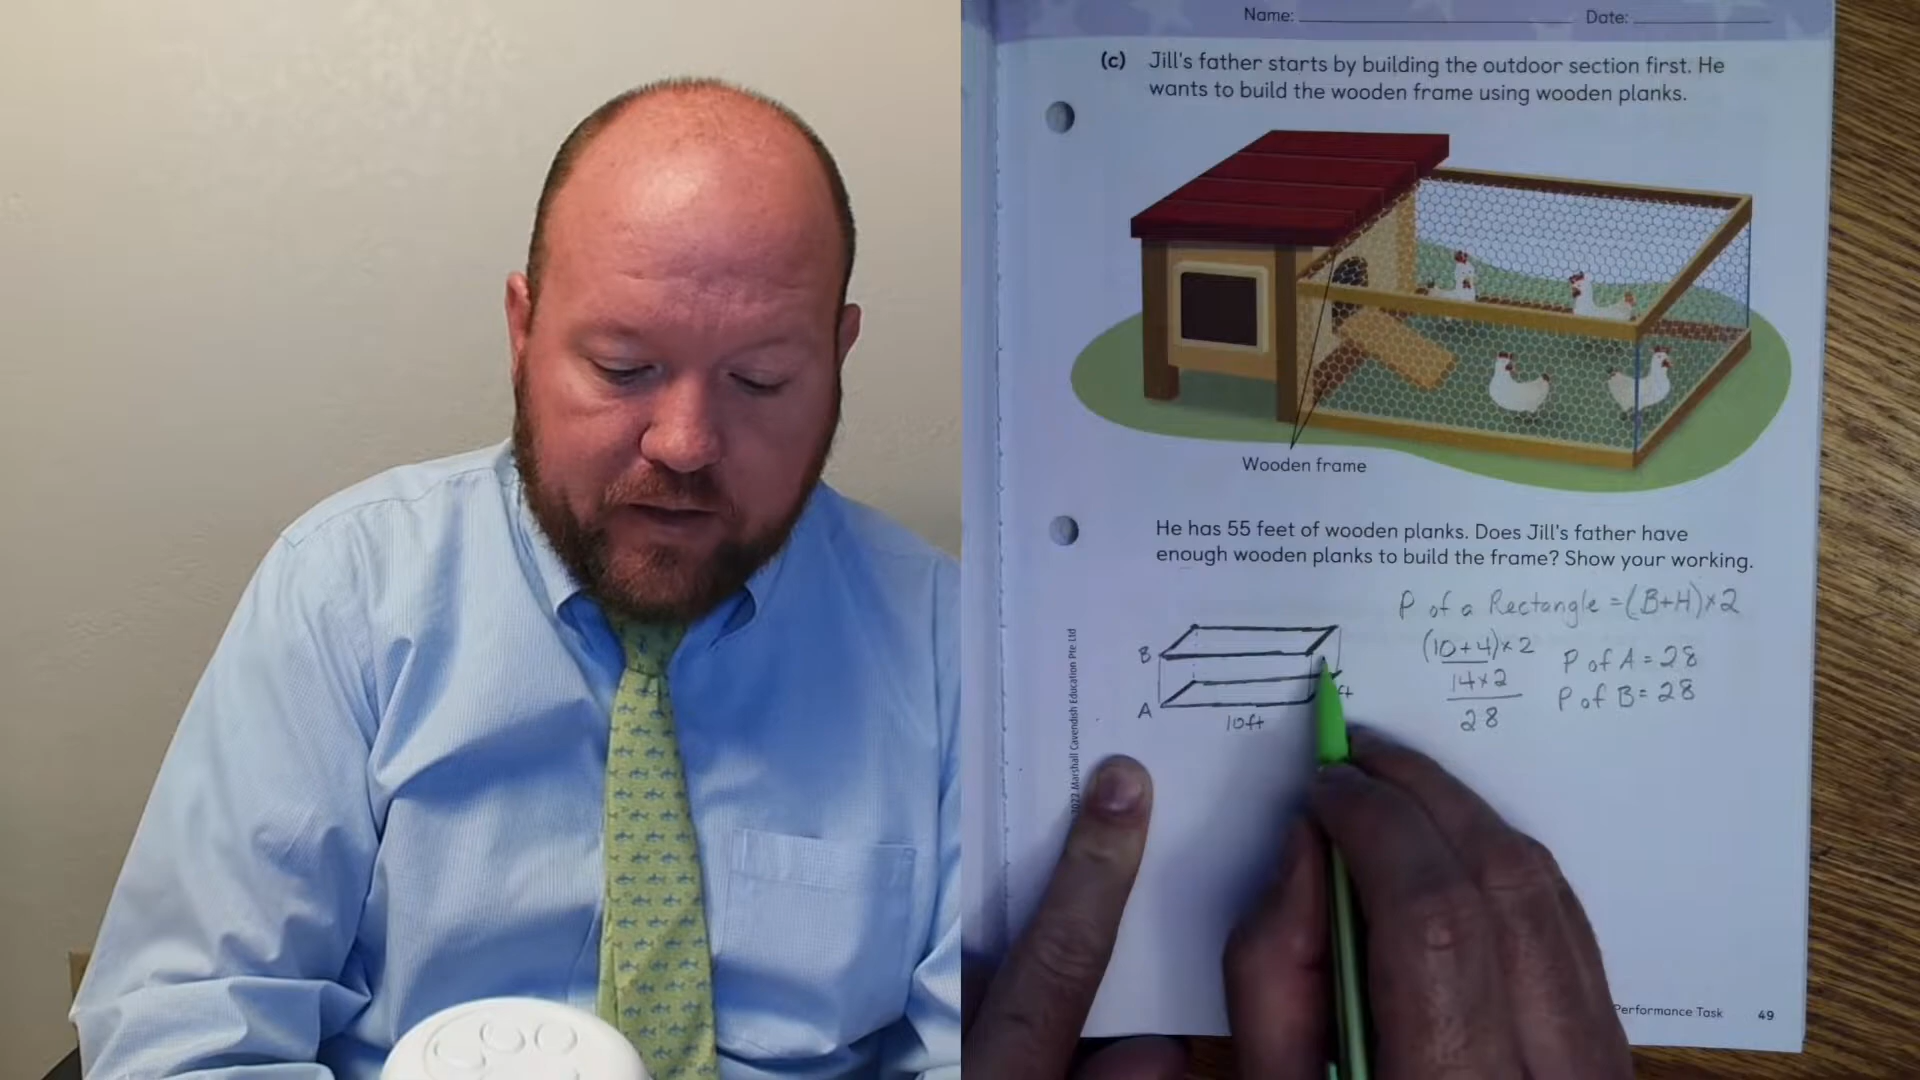 Name: Date:
(c) Jill's father starts by building the outdoor section first. He
wants to build the wooden frame using wooden planks.
Wooden frame
He has 55 feet of wooden planks. Does Jill's father have
enough wooden planks to build the frame? Show your working.
P of a Rectangle = (B+H)×2
(10+4)×2
14×2
28
P of A = 28
P of B = 28
B
A
10ft
ft
2022 Marshall Cavendish Education Pte Ltd
Performance Task 49